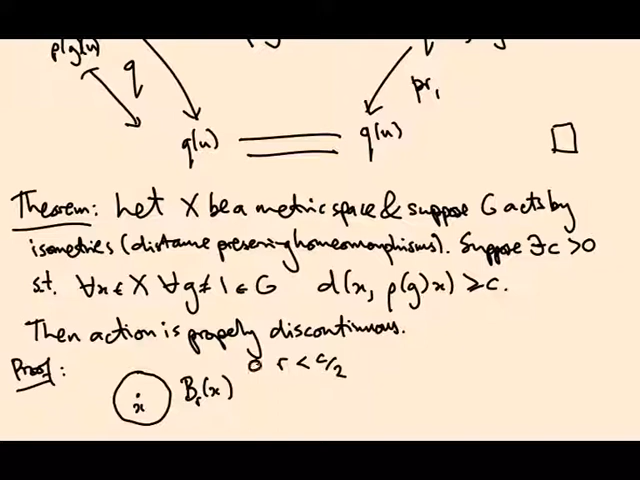 p(g(u))
q
pr₁
q(u) q(u)
Theorem: Let X be a metric space & suppose G acts by
isometries (distance preserving homeomorphisms). Suppose ∃ c > 0
s.t. ∀x ∈ X ∀g ≠ 1 ∈ G d(x, ρ(g)x) ≥ c.
Then action is properly discontinuous.
Proof: 0 < r < c/2
x B_r(x)